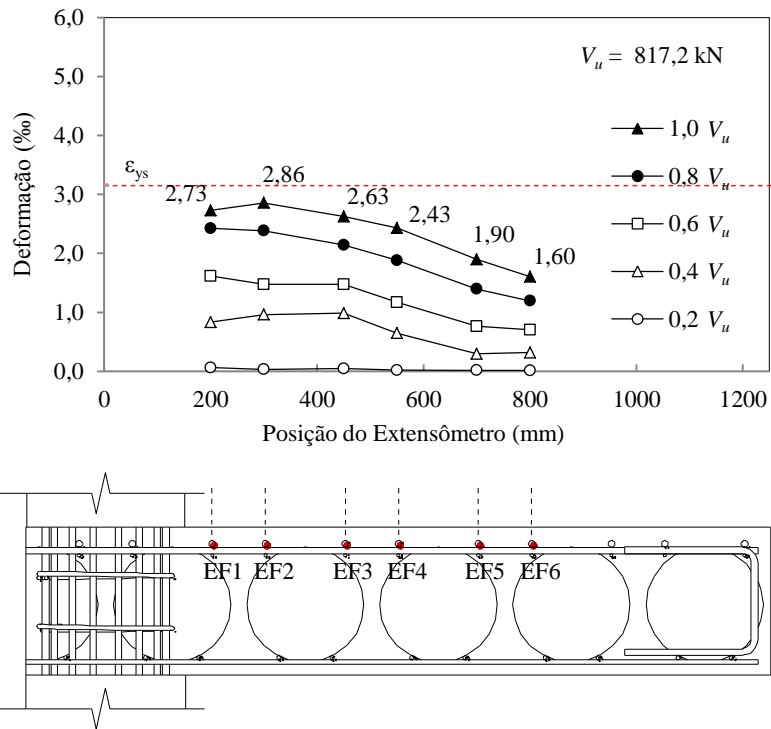 6,0
5,0
4,0
3,0
2,0
1,0
0,0
Deformação (‰)
V_u = 817,2 kN
1,0 V_u
0,8 V_u
0,6 V_u
0,4 V_u
0,2 V_u
ε_ys
2,73
2,86
2,63
2,43
1,90
1,60
0 200 400 600 800 1000 1200
Posição do Extensômetro (mm)
EF1 EF2 EF3 EF4 EF5 EF6